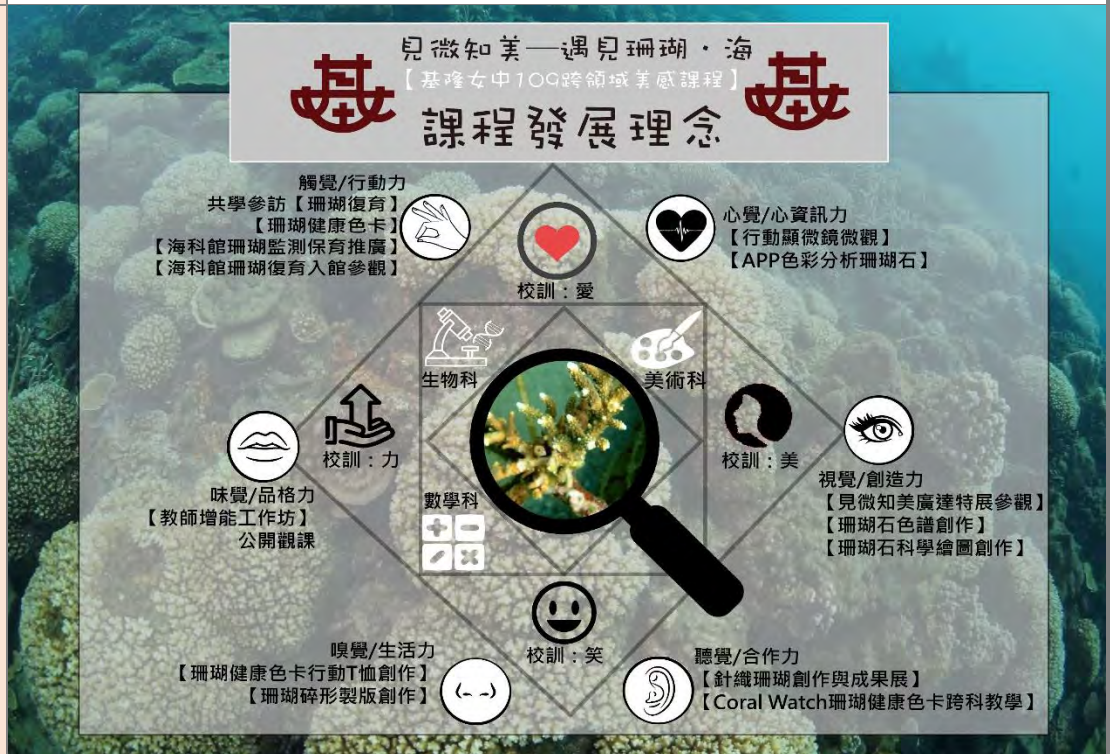 見微知美—遇見珊瑚・海
【基隆女中109跨領域美感課程】
課程發展理念
觸覺/行動力
共學參訪【珊瑚復育】
【珊瑚健康色卡】
【海科館珊瑚監測保育推廣】
【海科館珊瑚復育入館參觀】
校訓：愛
心覺/心資訊力
【行動顯微鏡微觀】
【APP色彩分析珊瑚石】
生物科
美術科
校訓：力
校訓：美
味覺/品格力
【教師增能工作坊】
公開觀課
數學科
視覺/創造力
【見微知美廣達特展參觀】
【珊瑚石色譜創作】
【珊瑚石科學繪圖創作】
校訓：笑
嗅覺/生活力
【珊瑚健康色卡行動T恤創作】
【珊瑚碎形製版創作】
聽覺/合作力
【針織珊瑚創作與成果展】
【Coral Watch珊瑚健康色卡跨科教學】